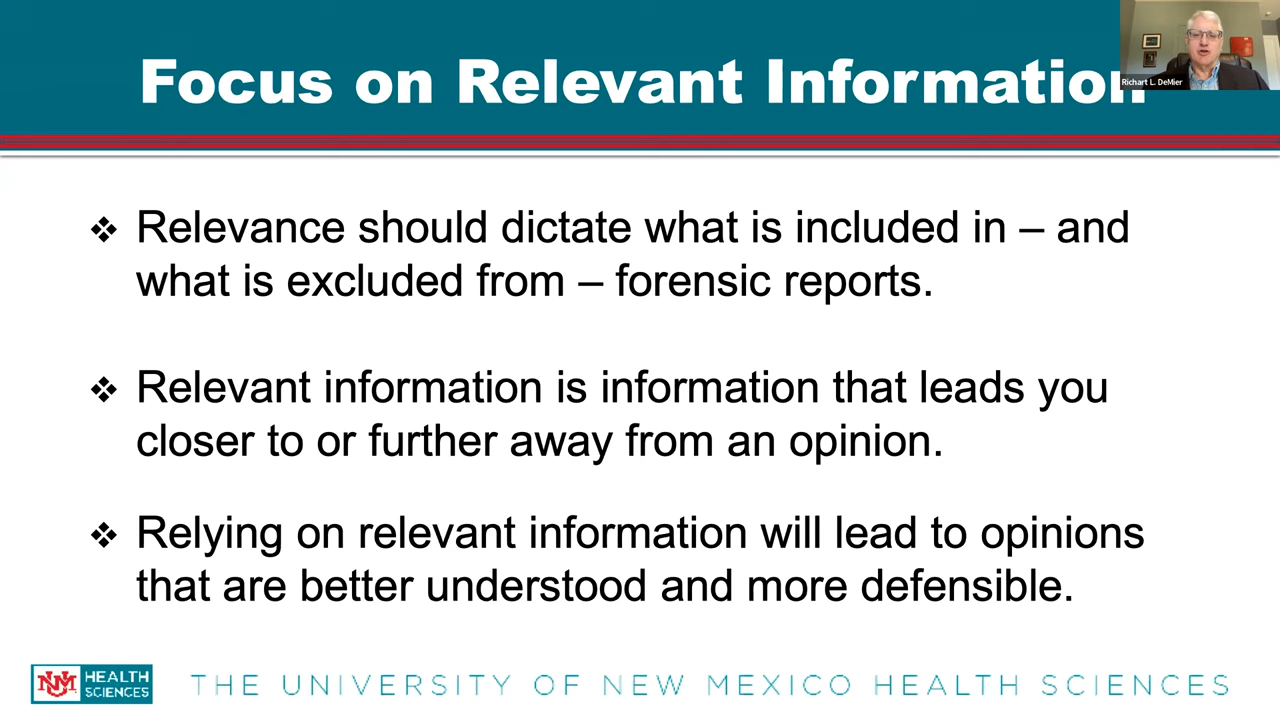 Focus on Relevant Information
Richart L. DeMier
❖ Relevance should dictate what is included in – and
what is excluded from – forensic reports.
❖ Relevant information is information that leads you
closer to or further away from an opinion.
❖ Relying on relevant information will lead to opinions
that are better understood and more defensible.
UNM HEALTH
SCIENCES
THE UNIVERSITY OF NEW MEXICO HEALTH SCIENCES